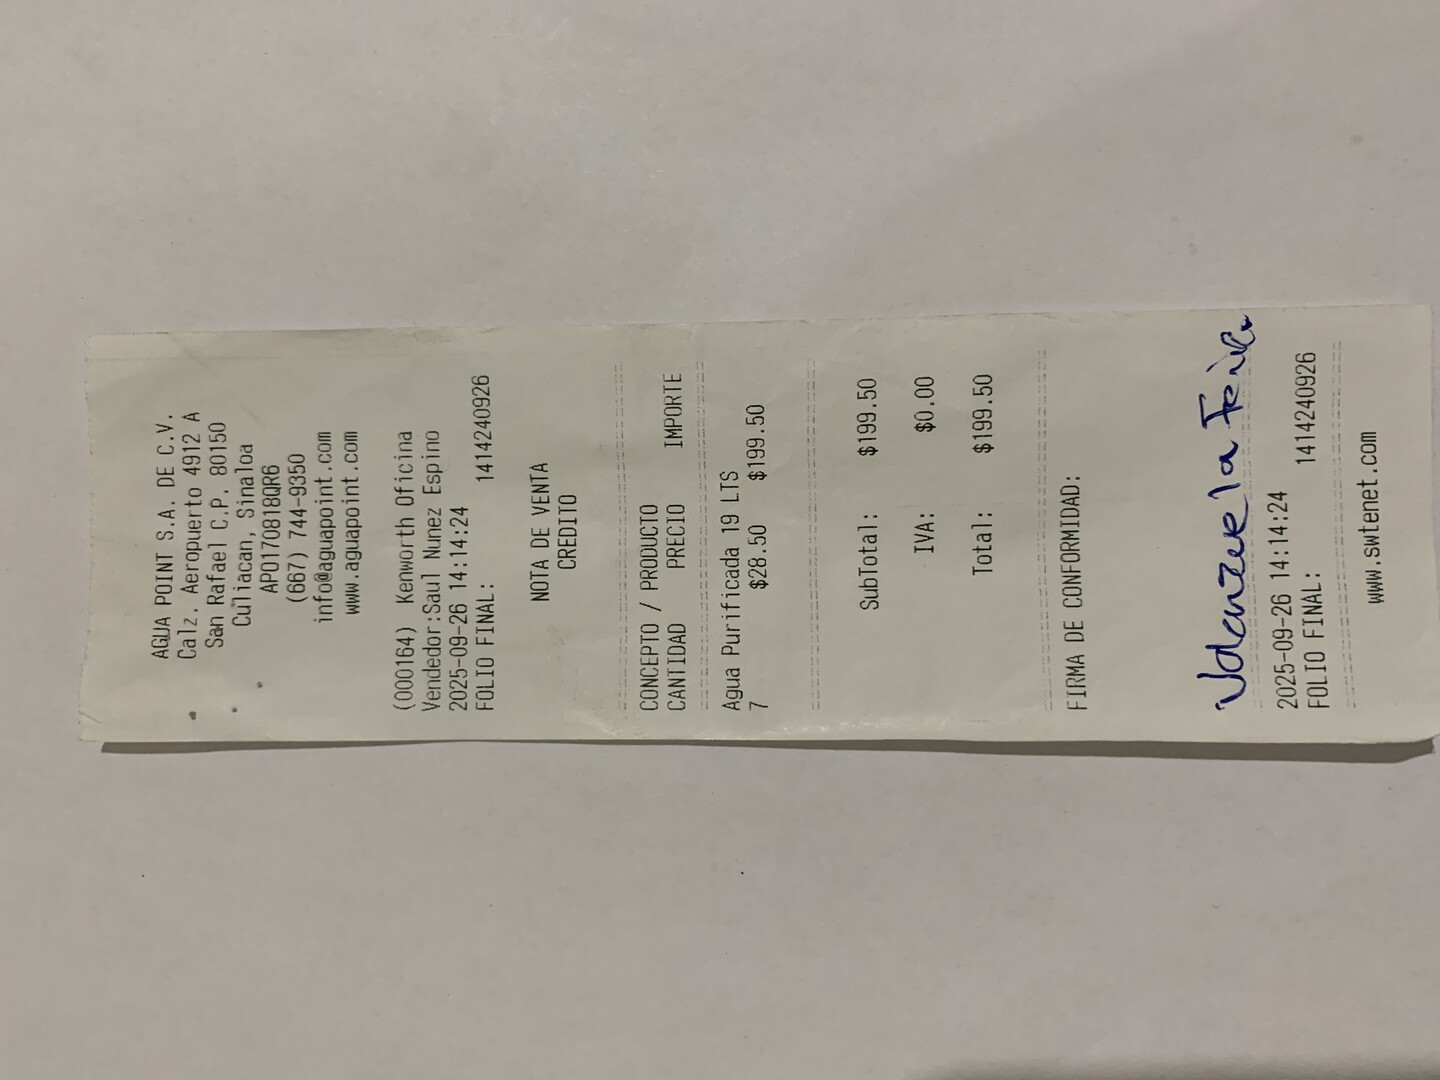 AGUA POINT S.A. DE C.V.
Calz. Aeropuerto 4912 A
San Rafael C.P. 80150
Culiacan, Sinaloa
APO170818QR6
(667) 744-9350
info@aguapoint.com
www.aguapoint.com
(000164) Kenworth Oficina
Vendedor:Saul Nunez Espino
2025-09-26 14:14:24
FOLIO FINAL: 1414240926
NOTA DE VENTA
CREDITO
CONCEPTO / PRODUCTO
CANTIDAD PRECIO IMPORTE
Agua Purificada 19 LTS
7 $28.50 $199.50
SubTotal: $199.50
IVA: $0.00
Total: $199.50
FIRMA DE CONFORMIDAD:
Valenzuela
2025-09-26 14:14:24
FOLIO FINAL: 1414240926
www.swtenet.com